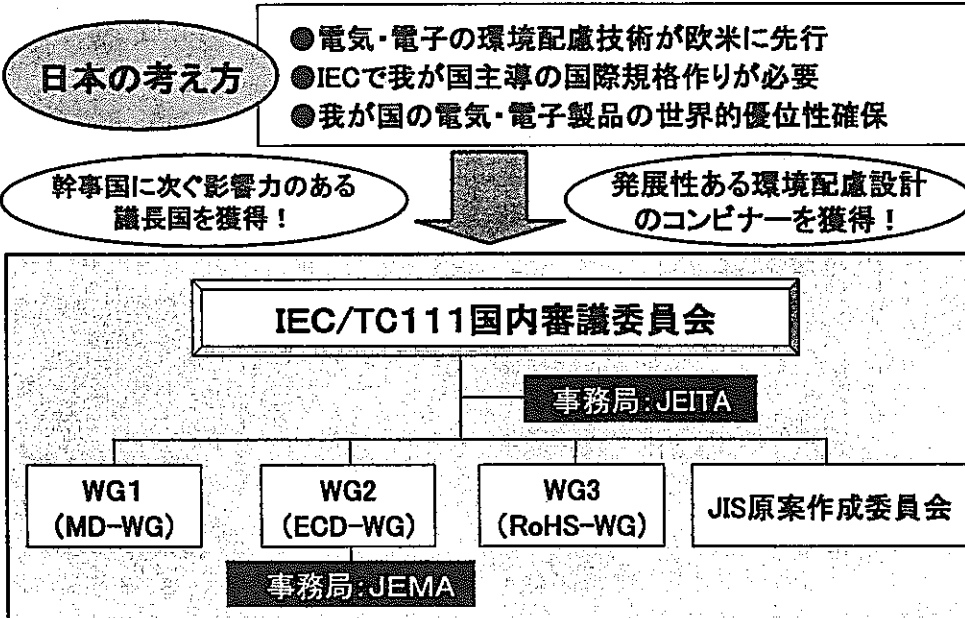 日本の考え方
●電気・電子の環境配慮技術が欧米に先行
●IECで我が国主導の国際規格作りが必要
●我が国の電気・電子製品の世界的優位性確保
幹事国に次ぐ影響力のある
議長国を獲得！
発展性ある環境配慮設計
のコンビナーを獲得！
IEC/TC111国内審議委員会
事務局：JEITA
WG1
(MD-WG)
WG2
(ECD-WG)
WG3
(RoHS-WG)
JIS原案作成委員会
事務局：JEMA